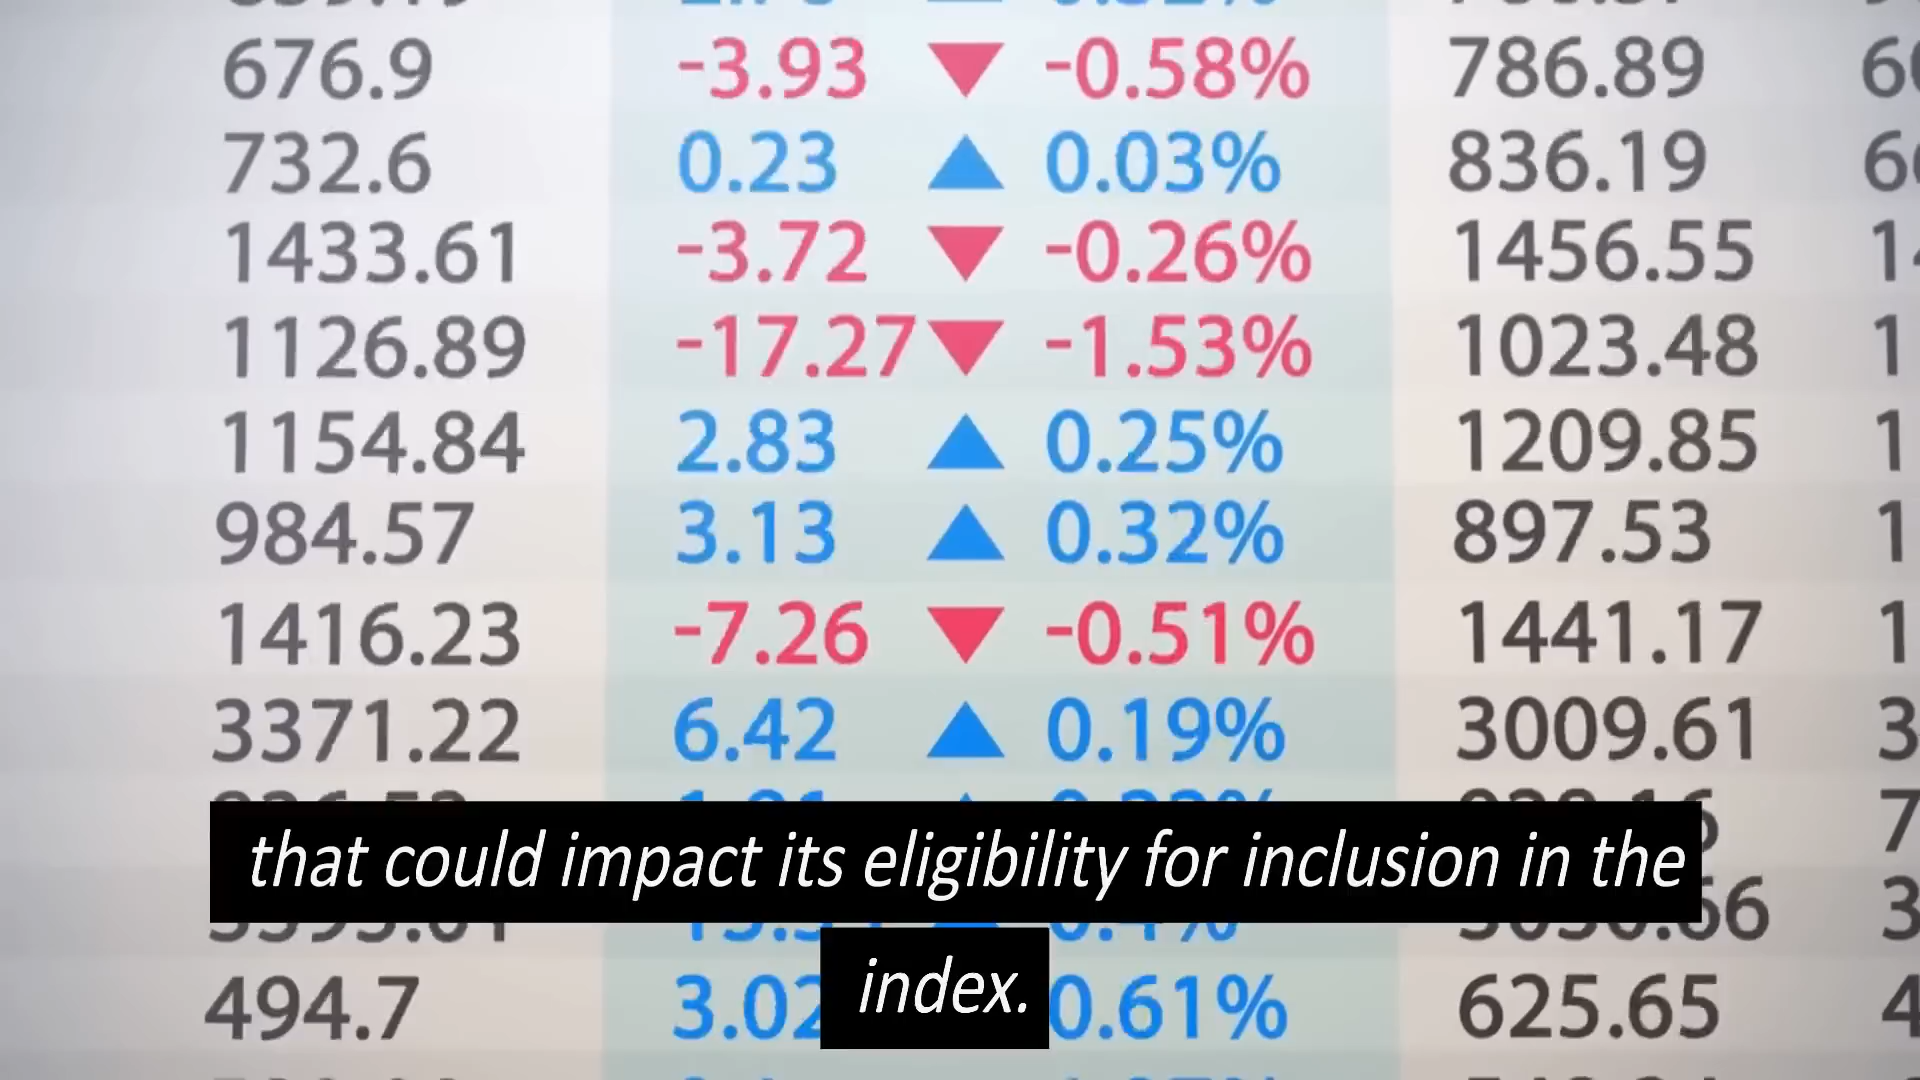 676.9 -3.93 ▼ -0.58% 786.89
732.6 0.23 ▲ 0.03% 836.19
1433.61 -3.72 ▼ -0.26% 1456.55
1126.89 -17.27 ▼ -1.53% 1023.48
1154.84 2.83 ▲ 0.25% 1209.85
984.57 3.13 ▲ 0.32% 897.53
1416.23 -7.26 ▼ -0.51% 1441.17
3371.22 6.42 ▲ 0.19% 3009.61
that could impact its eligibility for inclusion in the
index.
494.7 3.02 0.61% 625.65